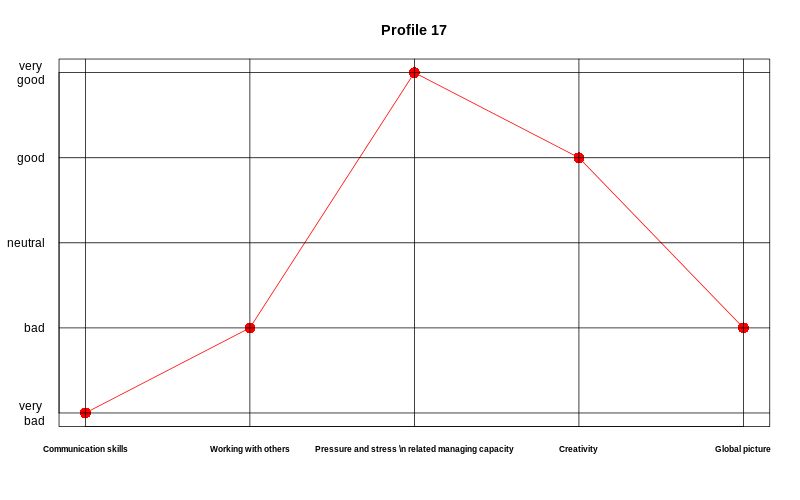 Profile 17
very
good
good
neutral
bad
very
bad
Communication skills
Working with others
Pressure and stress \n related managing capacity
Creativity
Global picture